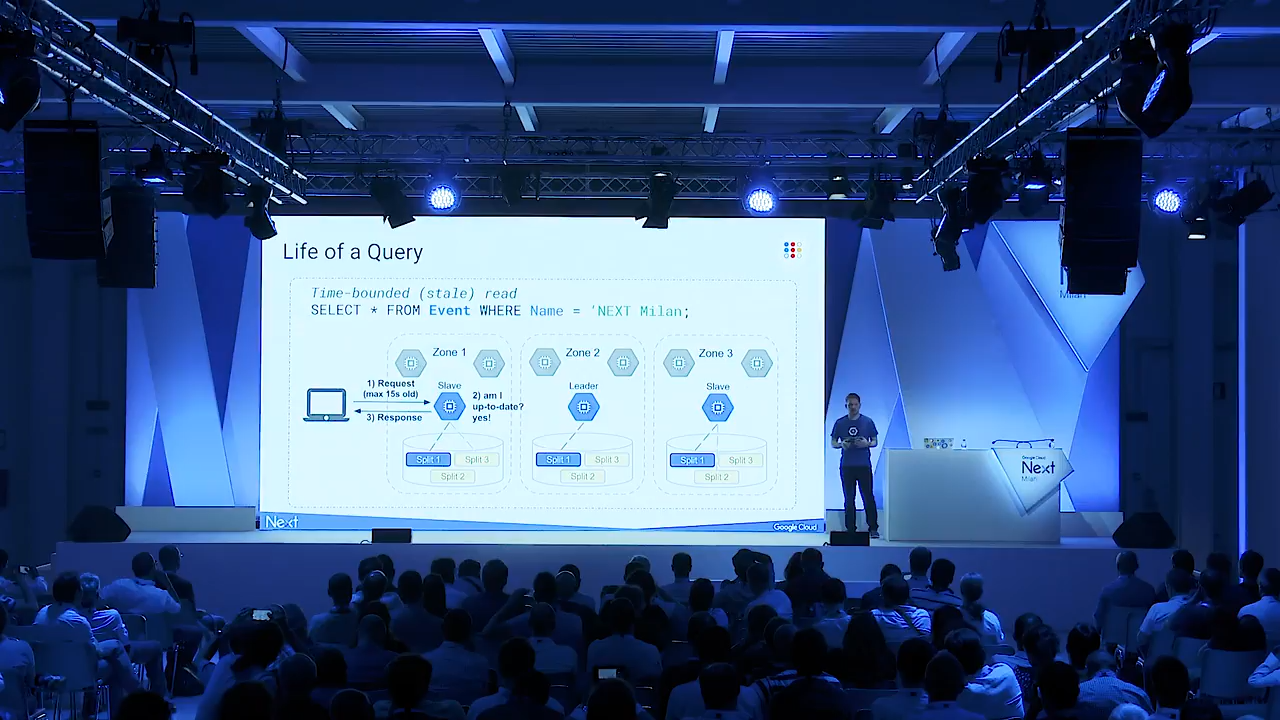 Life of a Query
Time-bounded (stale) read
SELECT * FROM Event WHERE Name = 'NEXT Milan;
Zone 1
Zone 2
Zone 3
Slave
Leader
Slave
1) Request
(max 15s old)
3) Response
2) am I
up-to-date?
yes!
Split 1
Split 3
Split 2
Split 1
Split 3
Split 2
Split 1
Split 3
Split 2
Next
Google Cloud
Google Cloud
Next
Milan
Milan